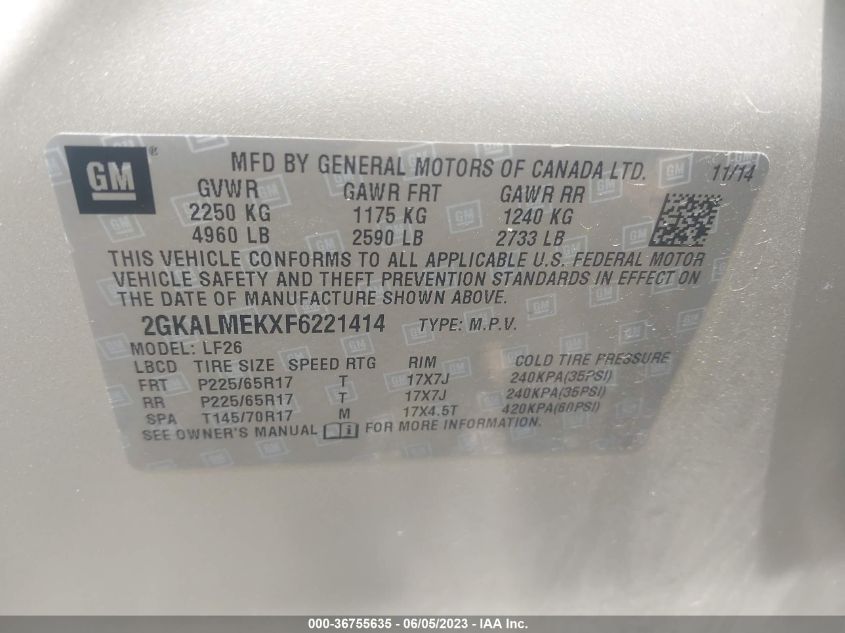 GM ® MFD BY GENERAL MOTORS OF CANADA LTD. 11/14
GVWR GAWR FRT GAWR RR
2250 KG 1175 KG 1240 KG
4960 LB 2590 LB 2733 LB
THIS VEHICLE CONFORMS TO ALL APPLICABLE U.S. FEDERAL MOTOR
VEHICLE SAFETY AND THEFT PREVENTION STANDARDS IN EFFECT ON
THE DATE OF MANUFACTURE SHOWN ABOVE.
2GKALMEKXF6221414 TYPE: M.P.V.
MODEL: LF26
LBCD TIRE SIZE SPEED RTG RIM COLD TIRE PRESSURE
FRT P225/65R17 T 17X7J 240KPA(35PSI)
RR P225/65R17 T 17X7J 240KPA(35PSI)
SPA T145/70R17 M 17X4.5T 420KPA(60PSI)
SEE OWNER'S MANUAL i FOR MORE INFORMATION.
000-36755635 - 06/05/2023 - IAA Inc.